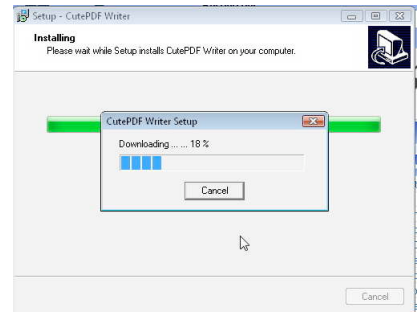 Setup - CutePDF Writer
Installing
Please wait while Setup installs CutePDF Writer on your computer.
CutePDF Writer Setup
Downloading ... ... 18 %
Cancel
Cancel